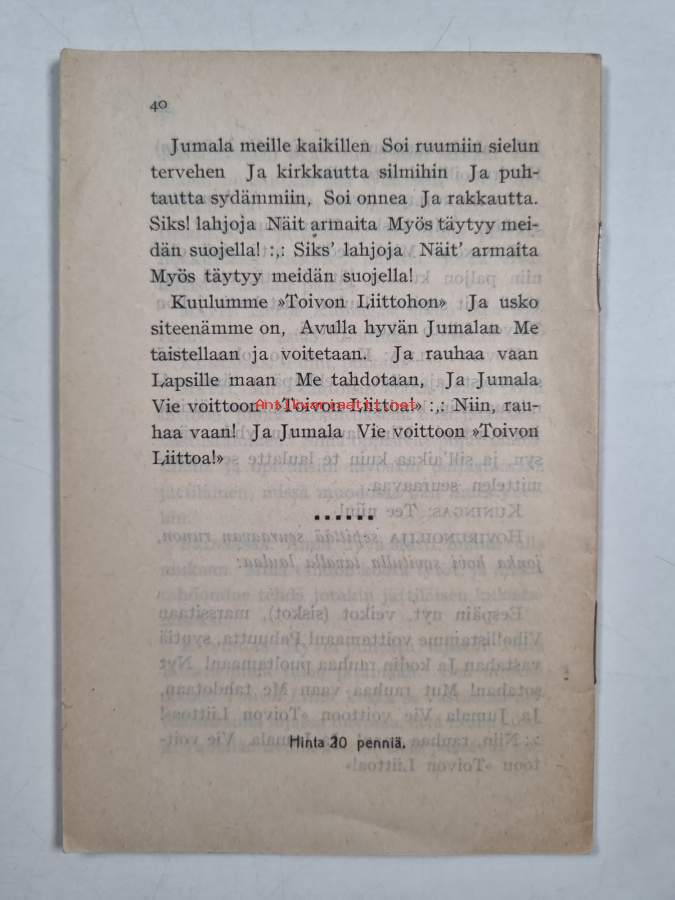 40
Jumala meille kaikillen Soi ruumiin sielun
tervehen Ja kirkkautta silmihin Ja puh-
tautta sydämmiin, Soi onnea Ja rakkautta.
Siks! lahjoja Näit armaita Myös täytyy mei-
dän suojella! :,: Siks' lahjoja Näit' armaita
Myös täytyy meidän suojella!
Kuulumme »Toivon Liittohon» Ja usko
siteenämme on, Avulla hyvän Jumalan Me
taistellaan ja voitetaan. Ja rauhaa vaan
Lapsille maan Me tahdotaan, Ja Jumala
Vie voittoon »Toivon Liittoa!» :,: Niin, rau-
haa vaan! Ja Jumala Vie voittoon »Toivon
Liittoa!»
Hinta 20 penniä.